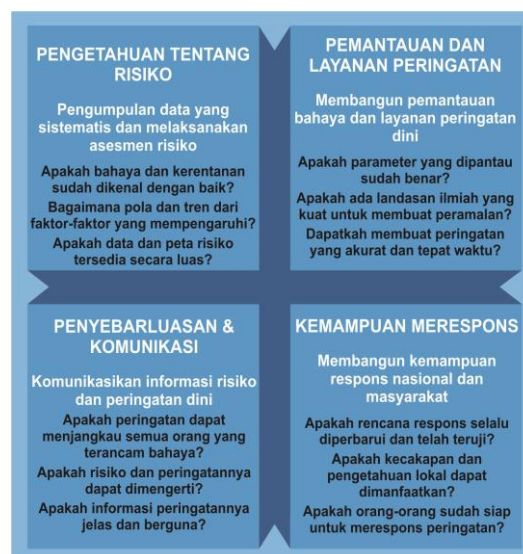 PENGETAHUAN TENTANG
RISIKO
Pengumpulan data yang
sistematis dan melaksanakan
asesmen risiko
Apakah bahaya dan kerentanan
sudah dikenal dengan baik?
Bagaimana pola dan tren dari
faktor-faktor yang mempengaruhi?
Apakah data dan peta risiko
tersedia secara luas?
PEMANTAUAN DAN
LAYANAN PERINGATAN
Membangun pemantauan
bahaya dan layanan peringatan
dini
Apakah parameter yang dipantau
sudah benar?
Apakah ada landasan ilmiah yang
kuat untuk membuat peramalan?
Dapatkah membuat peringatan
yang akurat dan tepat waktu?
PENYEBARLUASAN &
KOMUNIKASI
Komunikasikan informasi risiko
dan peringatan dini
Apakah peringatan dapat
menjangkau semua orang yang
terancam bahaya?
Apakah risiko dan peringatannya
dapat dimengerti?
Apakah informasi peringatannya
jelas dan berguna?
KEMAMPUAN MERESPONS
Membangun kemampuan
respons nasional dan
masyarakat
Apakah rencana respons selalu
diperbarui dan telah teruji?
Apakah kecakapan dan
pengetahuan lokal dapat
dimanfaatkan?
Apakah orang-orang sudah siap
untuk merespons peringatan?